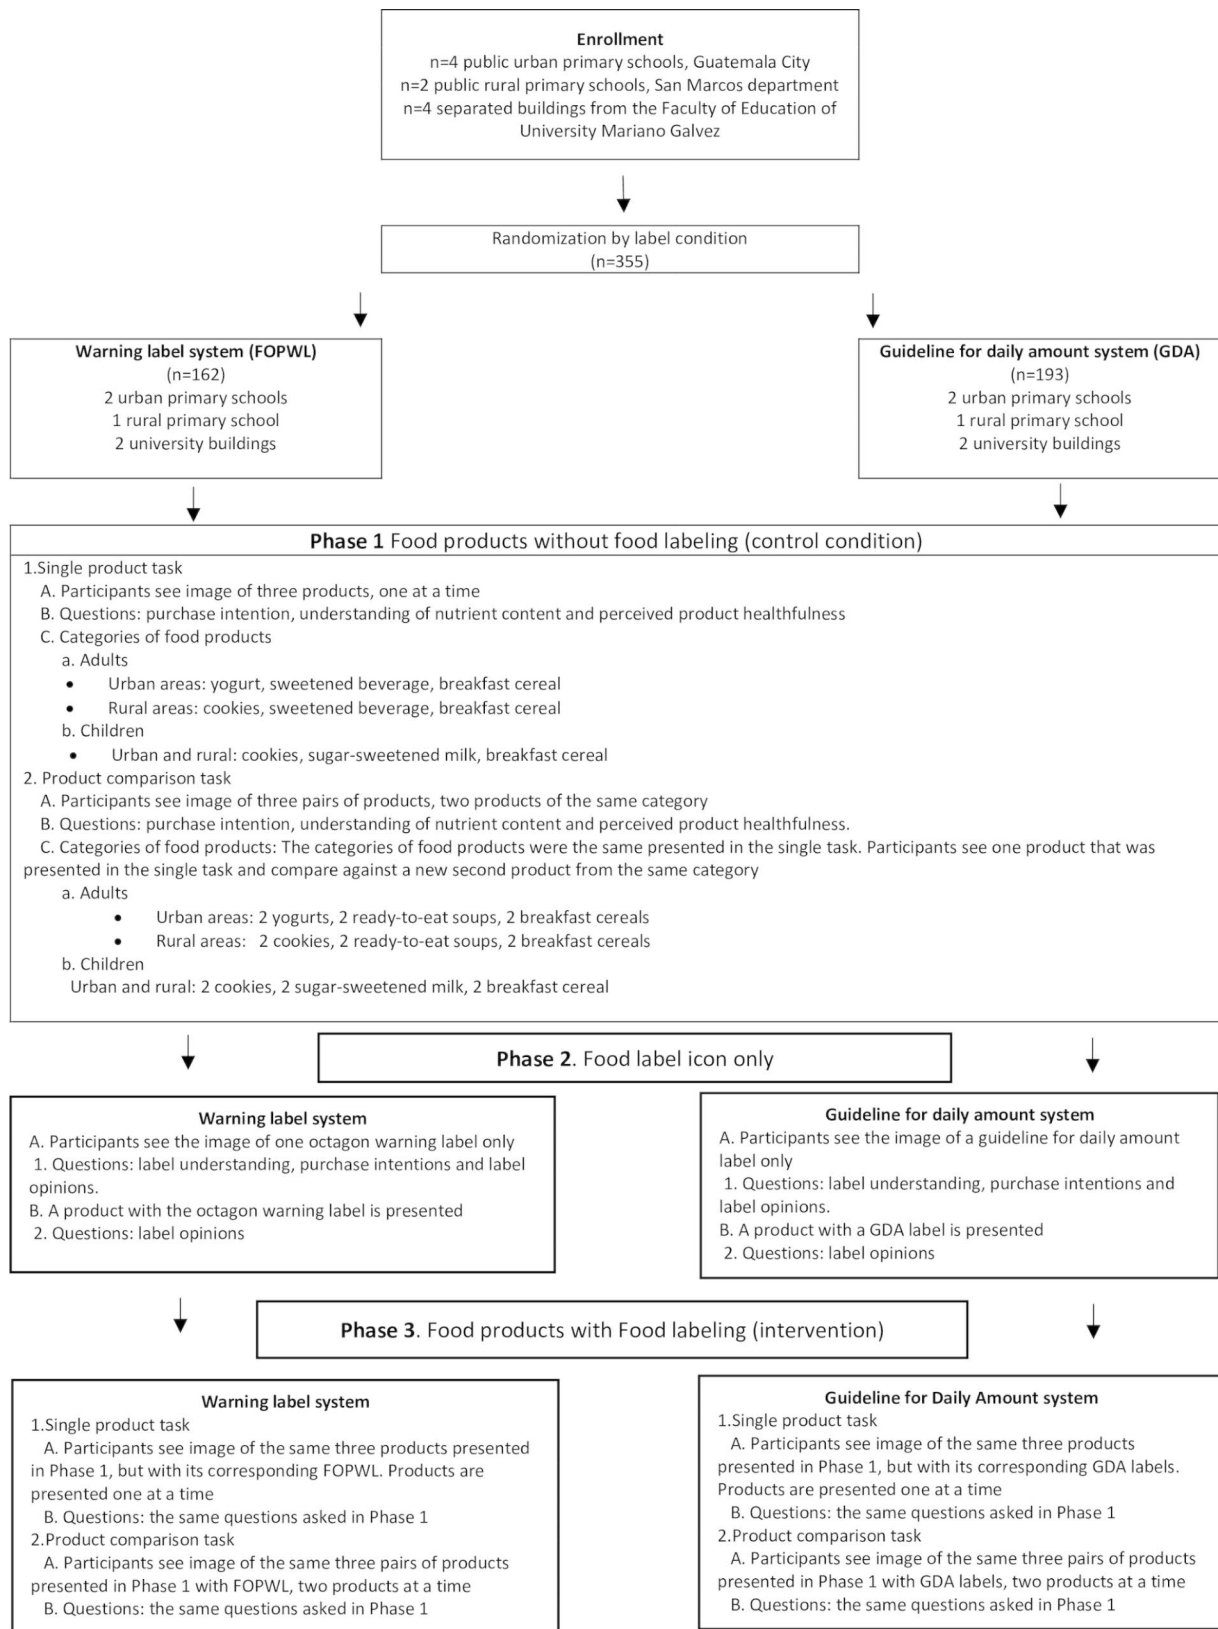 Enrollment
n=4 public urban primary schools, Guatemala City
n=2 public rural primary schools, San Marcos department
n=4 separated buildings from the Faculty of Education of
University Mariano Galvez
Randomization by label condition
(n=355)
Warning label system (FOPWL)
(n=162)
2 urban primary schools
1 rural primary school
2 university buildings
Guideline for daily amount system (GDA)
(n=193)
2 urban primary schools
1 rural primary school
2 university buildings
Phase 1 Food products without food labeling (control condition)
1.Single product task
A. Participants see image of three products, one at a time
B. Questions: purchase intention, understanding of nutrient content and perceived product healthfulness
C. Categories of food products
a. Adults
• Urban areas: yogurt, sweetened beverage, breakfast cereal
• Rural areas: cookies, sweetened beverage, breakfast cereal
b. Children
• Urban and rural: cookies, sugar-sweetened milk, breakfast cereal
2. Product comparison task
A. Participants see image of three pairs of products, two products of the same category
B. Questions: purchase intention, understanding of nutrient content and perceived product healthfulness.
C. Categories of food products: The categories of food products were the same presented in the single task. Participants see one product that was
presented in the single task and compare against a new second product from the same category
a. Adults
• Urban areas: 2 yogurts, 2 ready-to-eat soups, 2 breakfast cereals
• Rural areas: 2 cookies, 2 ready-to-eat soups, 2 breakfast cereals
b. Children
Urban and rural: 2 cookies, 2 sugar-sweetened milk, 2 breakfast cereal
Phase 2. Food label icon only
Warning label system
A. Participants see the image of one octagon warning label only
1. Questions: label understanding, purchase intentions and label
opinions.
B. A product with the octagon warning label is presented
2. Questions: label opinions
Guideline for daily amount system
A. Participants see the image of a guideline for daily amount
label only
1. Questions: label understanding, purchase intentions and
label opinions.
B. A product with a GDA label is presented
2. Questions: label opinions
Phase 3. Food products with Food labeling (intervention)
Warning label system
1.Single product task
A. Participants see image of the same three products presented
in Phase 1, but with its corresponding FOPWL. Products are
presented one at a time
B. Questions: the same questions asked in Phase 1
2.Product comparison task
A. Participants see image of the same three pairs of products
presented in Phase 1 with FOPWL, two products at a time
B. Questions: the same questions asked in Phase 1
Guideline for Daily Amount system
1.Single product task
A. Participants see image of the same three products
presented in Phase 1, but with its corresponding GDA labels.
Products are presented one at a time
B. Questions: the same questions asked in Phase 1
2.Product comparison task
A. Participants see image of the same three pairs of products
presented in Phase 1 with GDA labels, two products at a time
B. Questions: the same questions asked in Phase 1